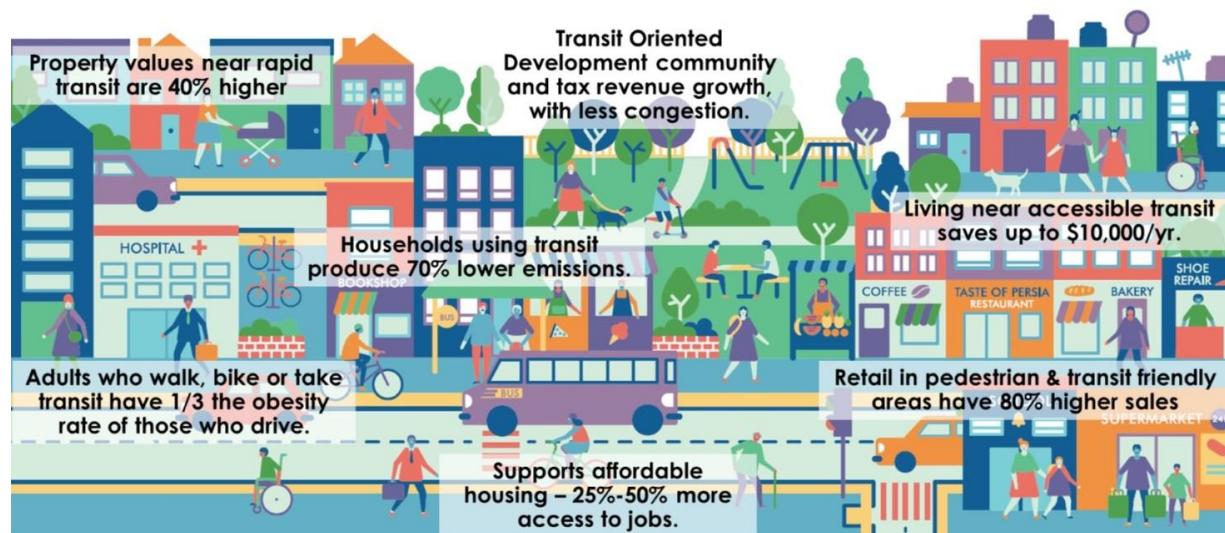 Property values near rapid
transit are 40% higher
Transit Oriented
Development community
and tax revenue growth,
with less congestion.
Living near accessible transit
saves up to $10,000/yr.
HOSPITAL
Households using transit
produce 70% lower emissions.
BOOKSHOP
BUS
COFFEE
TASTE OF PERSIA
RESTAURANT
BAKERY
SHOE
REPAIR
Adults who walk, bike or take
transit have 1/3 the obesity
rate of those who drive.
BUS
Retail in pedestrian & transit friendly
areas have 80% higher sales
SUPERMARKET
Supports affordable
housing – 25%-50% more
access to jobs.